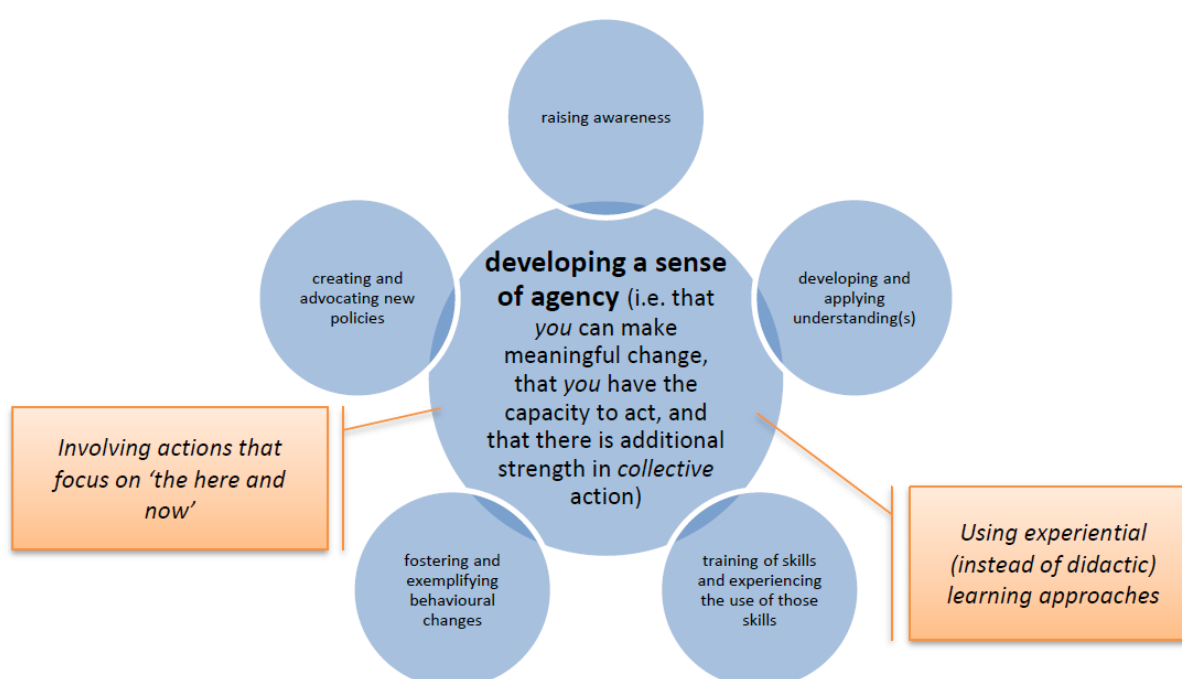 raising awareness
creating and
advocating new
policies
developing a sense
of agency (i.e. that
you can make
meaningful change,
that you have the
capacity to act, and
that there is additional
strength in collective
action)
developing and
applying
understanding(s)
Involving actions that
focus on ‘the here and
now’
fostering and
exemplifying
behavioural
changes
training of skills
and experiencing
the use of those
skills
Using experiential
(instead of didactic)
learning approaches